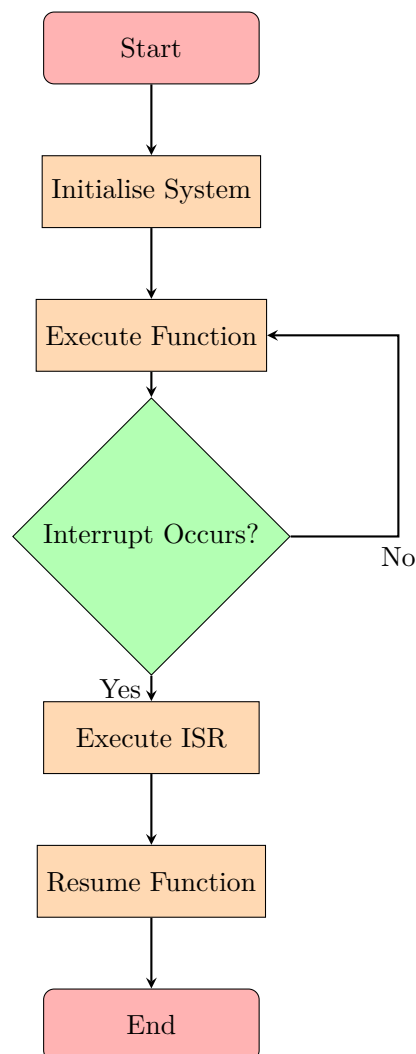 Start
Initialise System
Execute Function
Interrupt Occurs?
No
Yes
Execute ISR
Resume Function
End